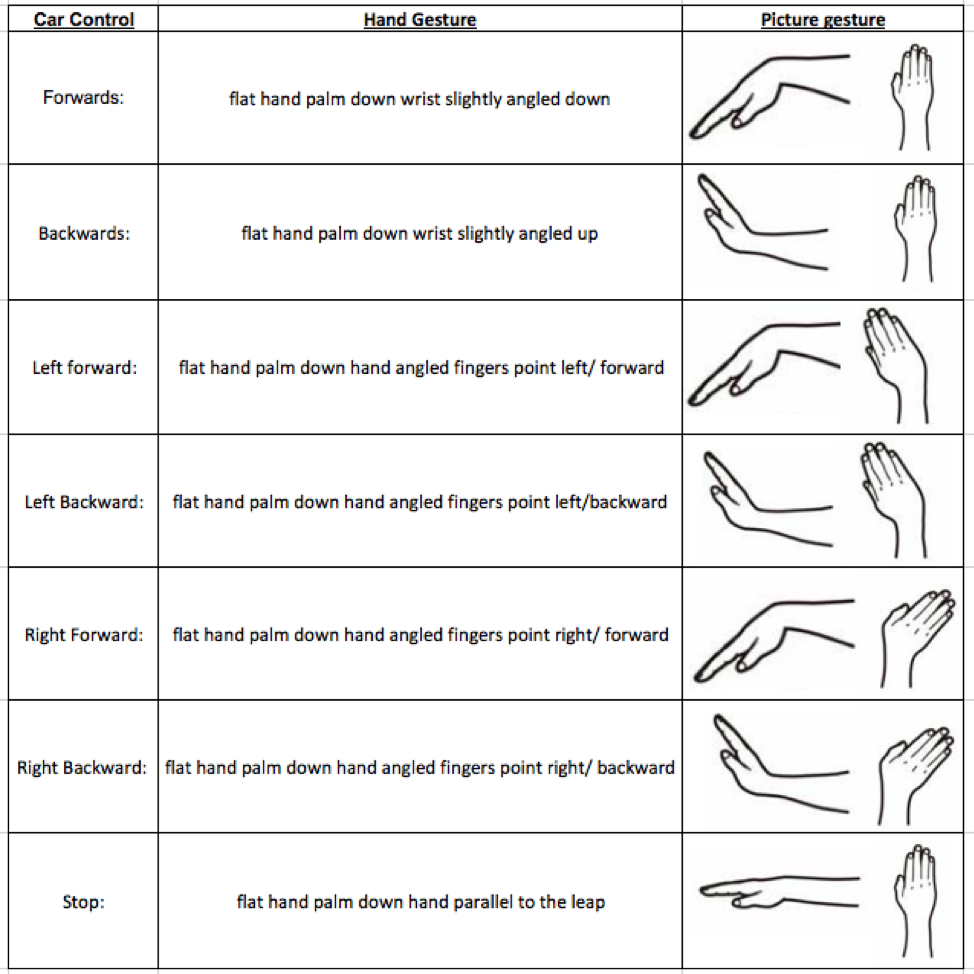 Car Control Hand Gesture Picture gesture
Forwards: flat hand palm down wrist slightly angled down
Backwards: flat hand palm down wrist slightly angled up
Left forward: flat hand palm down hand angled fingers point left/ forward
Left Backward: flat hand palm down hand angled fingers point left/backward
Right Forward: flat hand palm down hand angled fingers point right/ forward
Right Backward: flat hand palm down hand angled fingers point right/ backward
Stop: flat hand palm down hand parallel to the leap